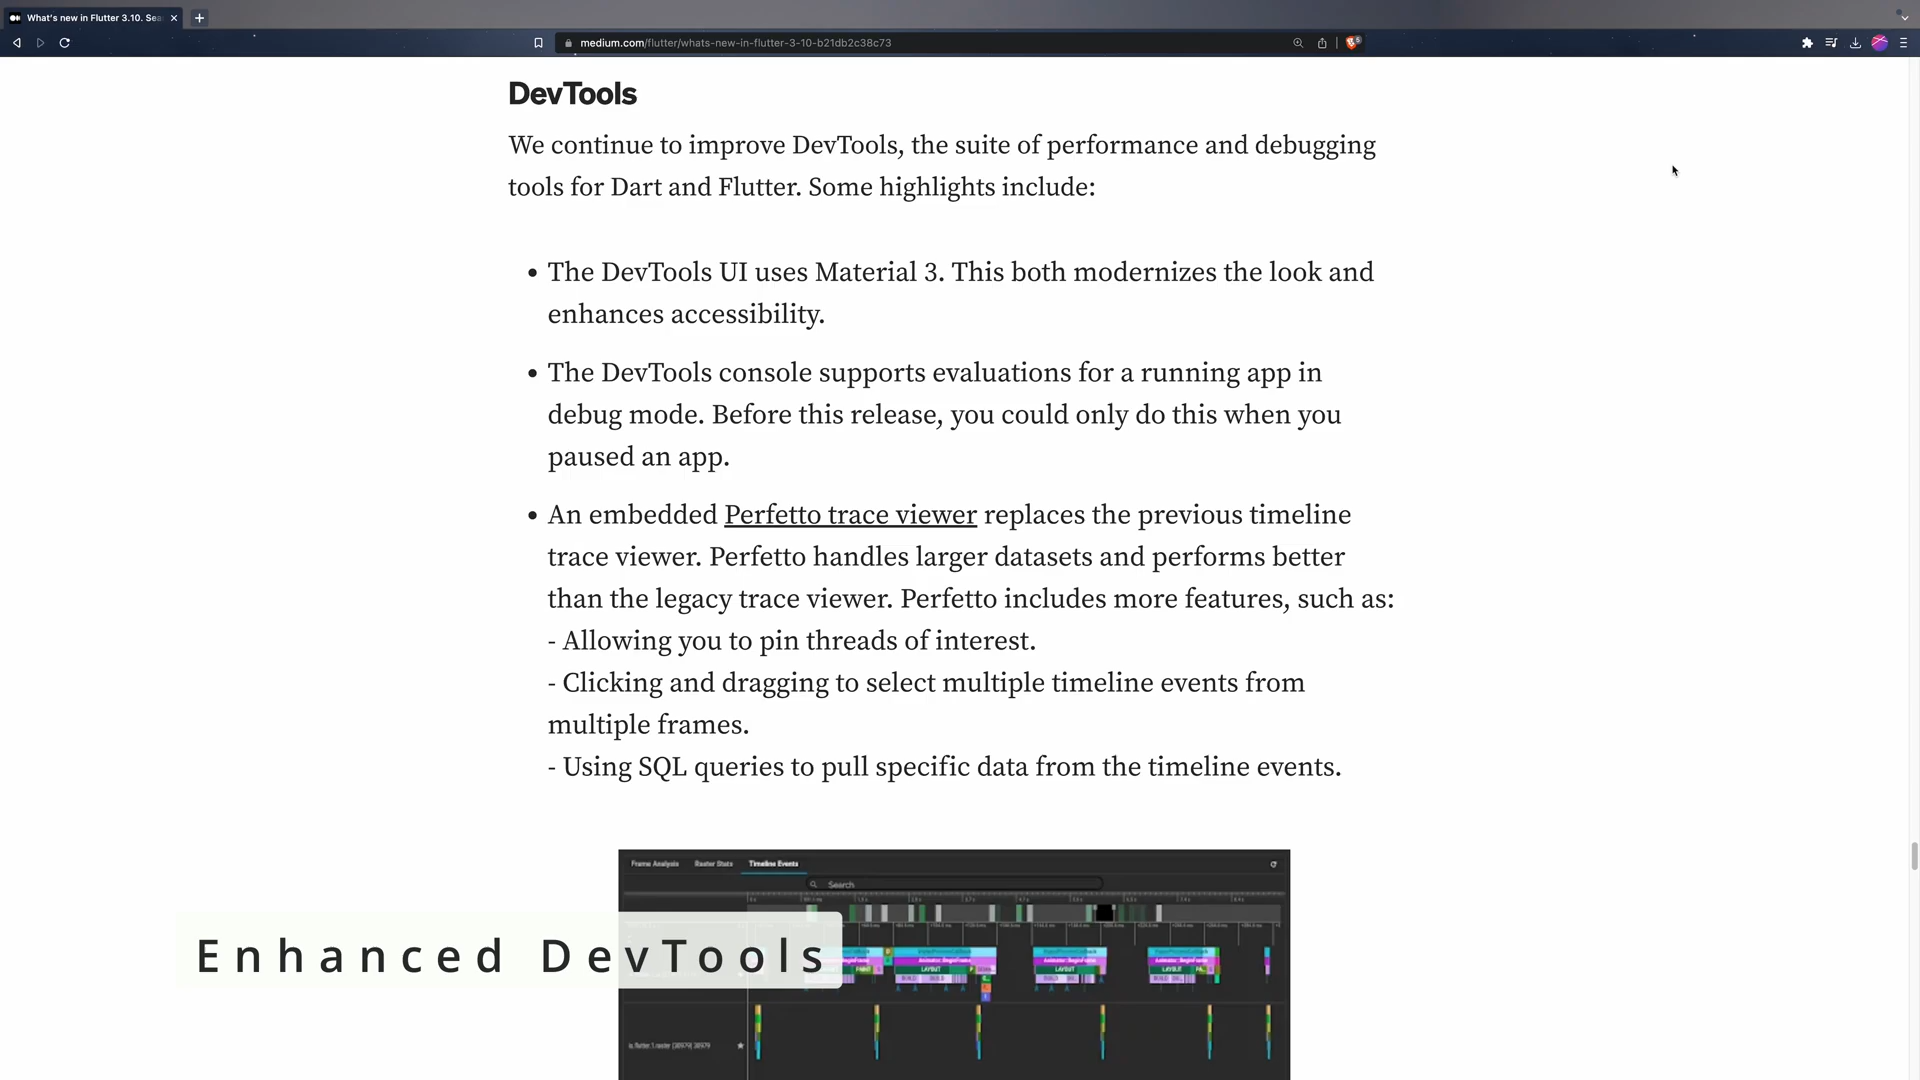 What's new in Flutter 3.10. Sea
medium.com/flutter/whats-new-in-flutter-3-10-b21db2c38c73
DevTools
We continue to improve DevTools, the suite of performance and debugging
tools for Dart and Flutter. Some highlights include:
• The DevTools UI uses Material 3. This both modernizes the look and
enhances accessibility.
• The DevTools console supports evaluations for a running app in
debug mode. Before this release, you could only do this when you
paused an app.
• An embedded Perfetto trace viewer replaces the previous timeline
trace viewer. Perfetto handles larger datasets and performs better
than the legacy trace viewer. Perfetto includes more features, such as:
- Allowing you to pin threads of interest.
- Clicking and dragging to select multiple timeline events from
multiple frames.
- Using SQL queries to pull specific data from the timeline events.
Frame Analysis Raster Stats Timeline Events
Search
Enhanced DevTools
LAYOUT LAYOUT LAYOUT